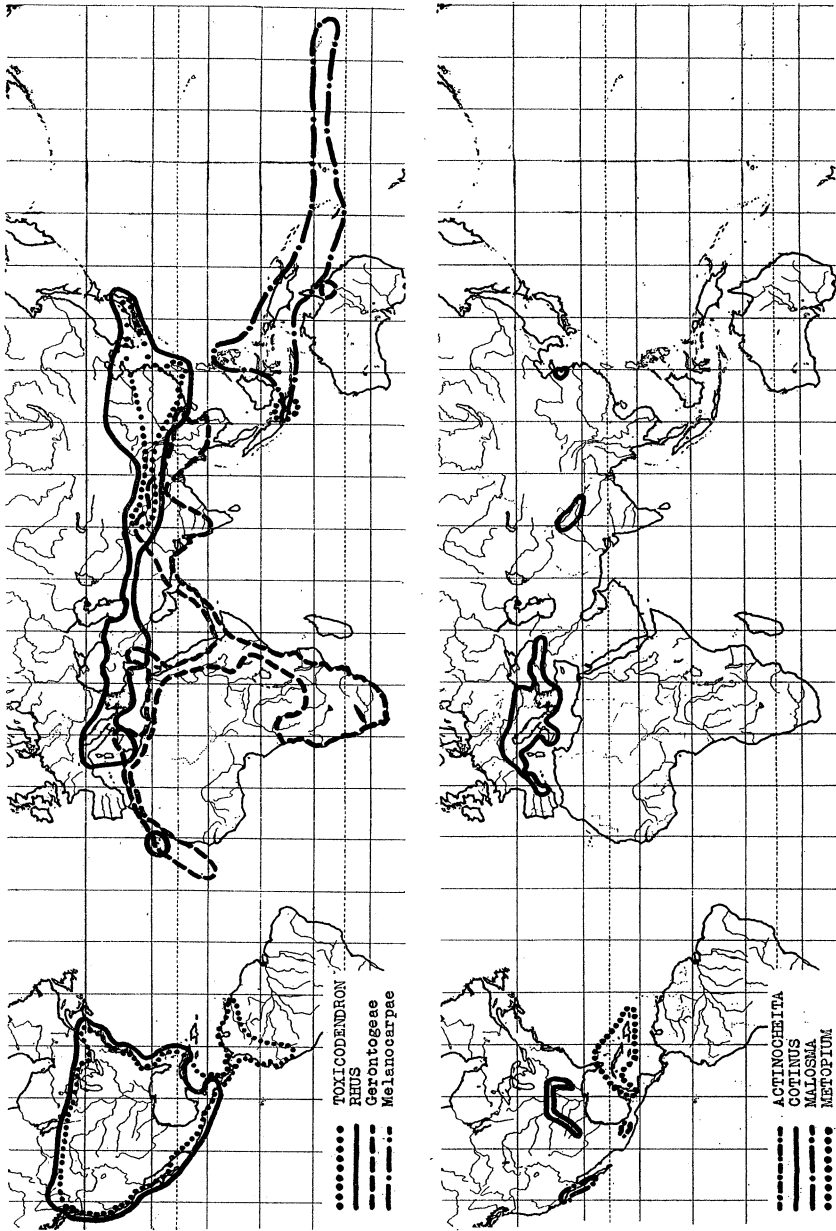 TOXICODENDRON
RHUS
Gerontogeae
Melanocarpae
ACTINOCHEITA
COTINUS
MALOSMA
METOPIUM